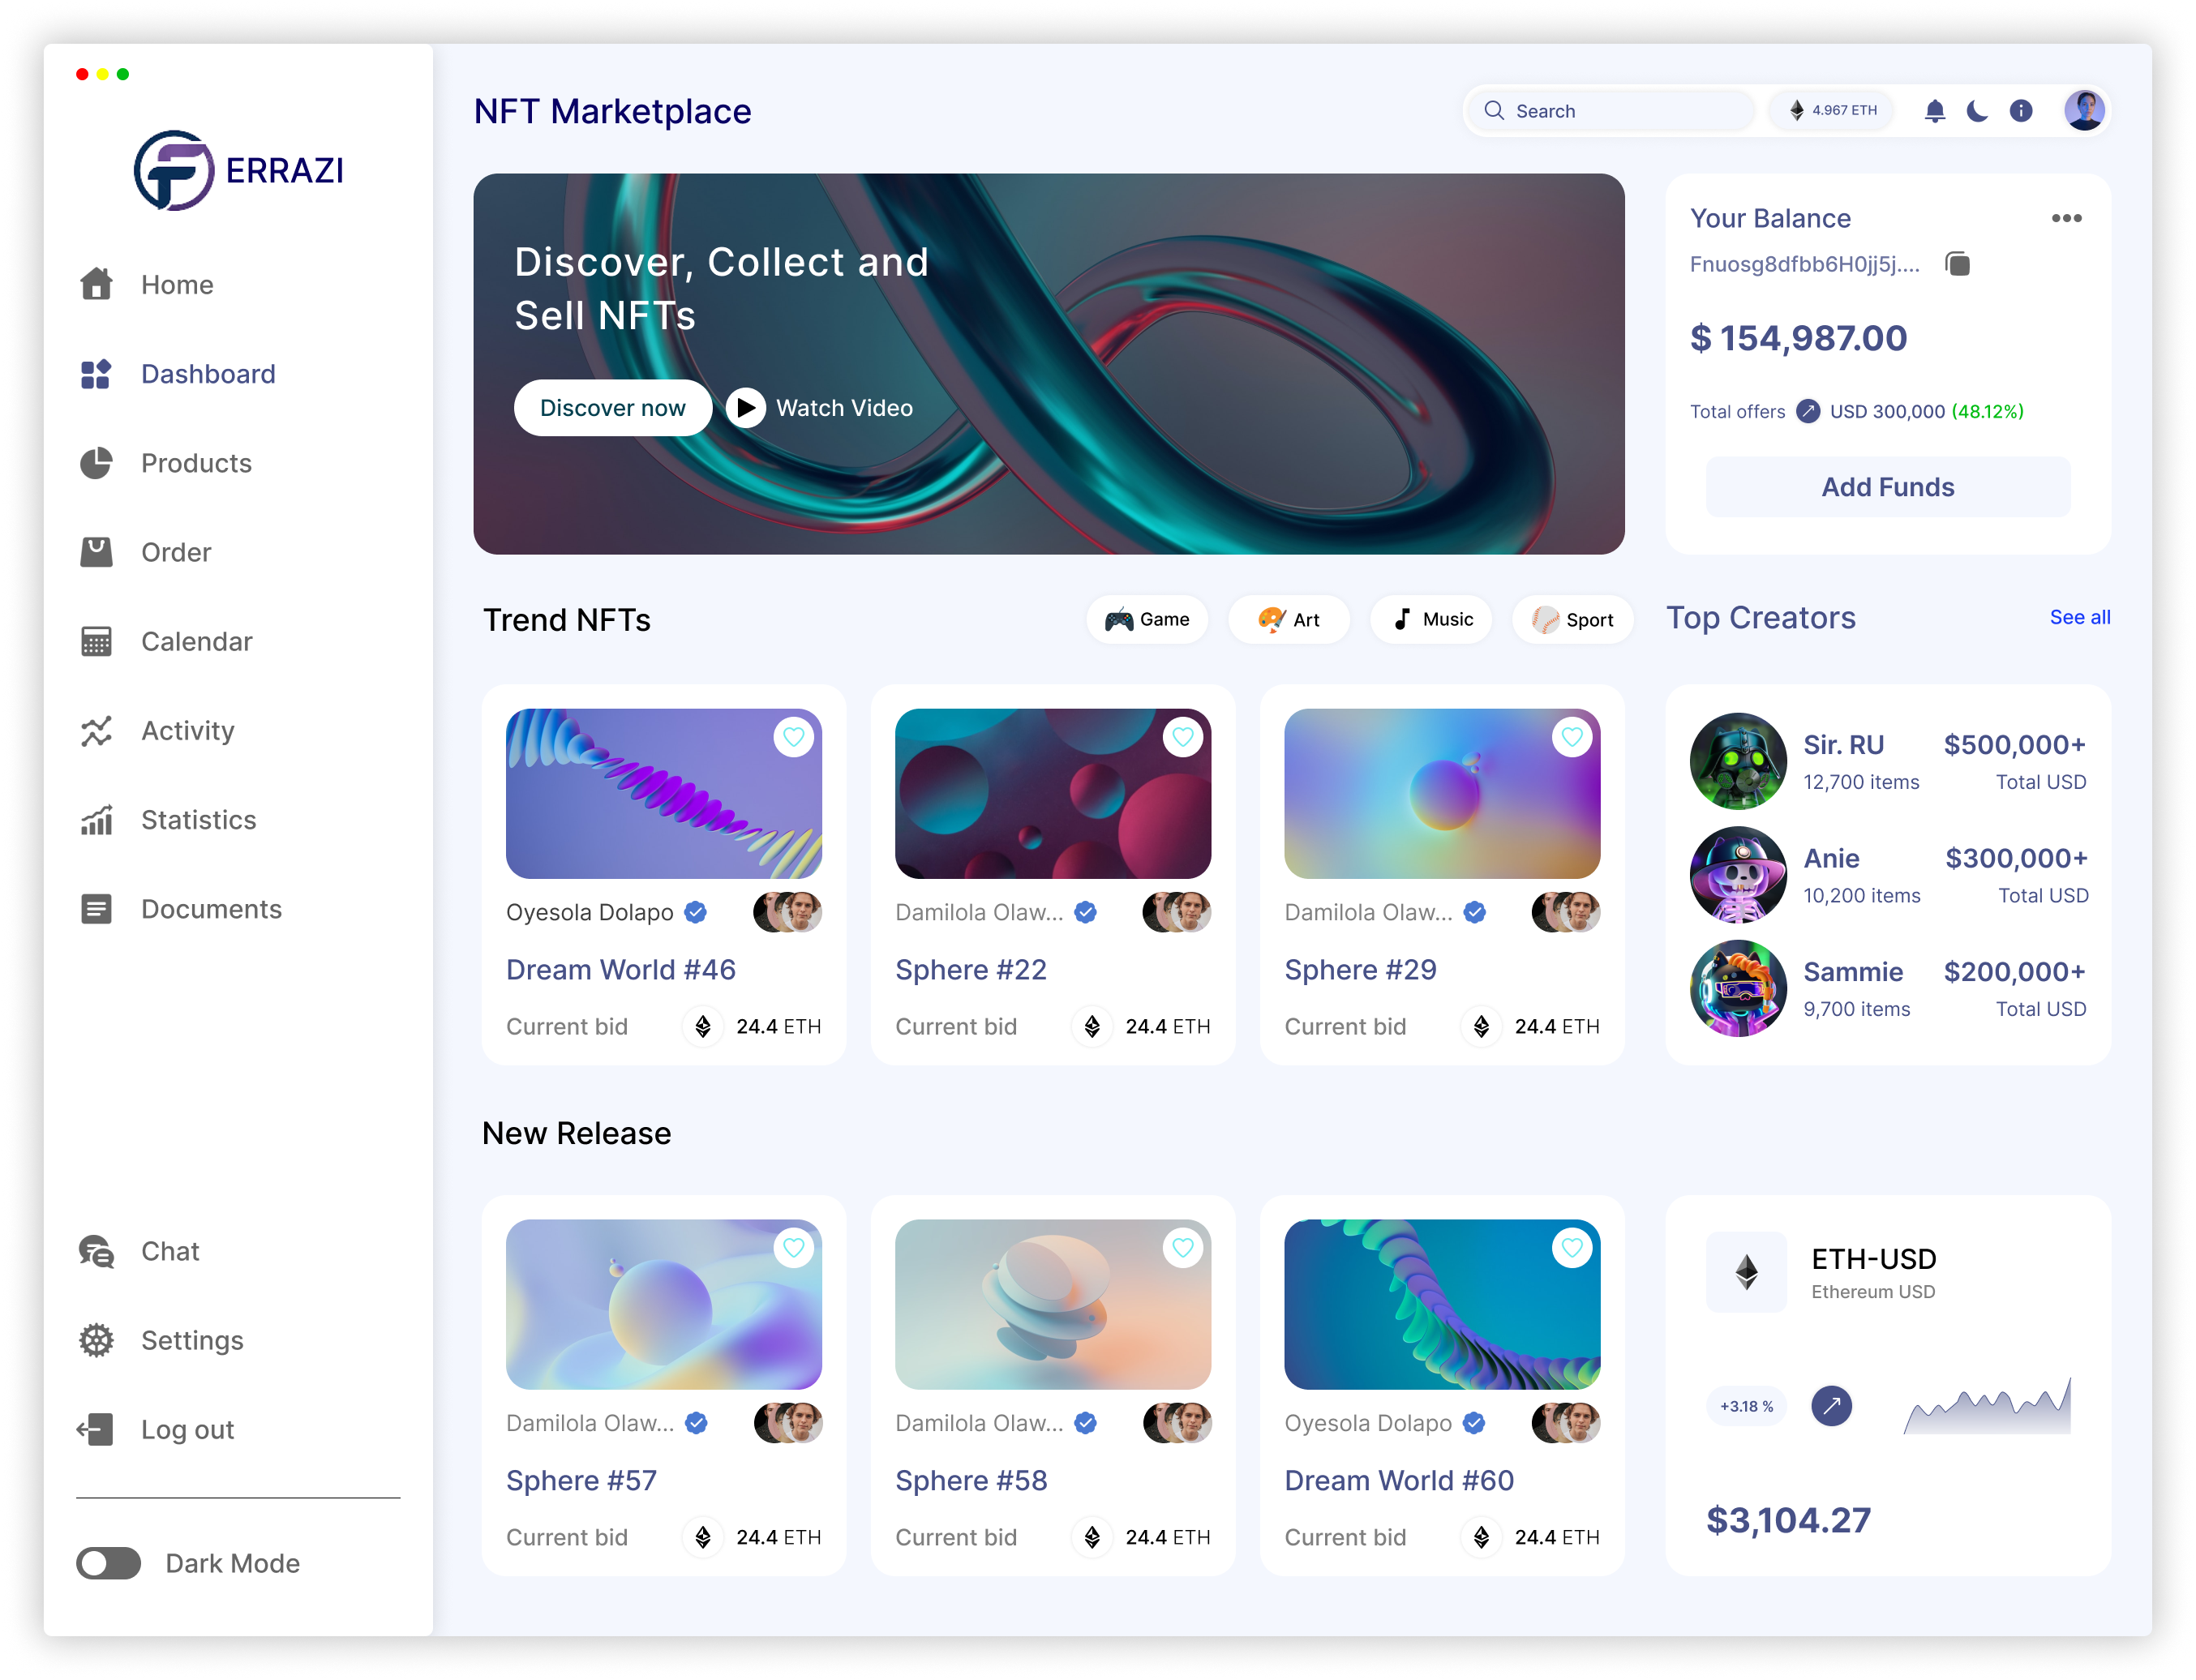 ERRAZI
Home
Dashboard
Products
Order
Calendar
Activity
Statistics
Documents
Chat
Settings
Log out
Dark Mode
NFT Marketplace
Search
4.967 ETH
Discover, Collect and
Sell NFTs
Discover now
Watch Video
Your Balance
Fnuosg8dfbb6H0jj5j....
$ 154,987.00
Total offers USD 300,000 (48.12%)
Add Funds
Trend NFTs
Game
Art
Music
Sport
Oyesola Dolapo
Dream World #46
Current bid 24.4 ETH
Damilola Olaw...
Sphere #22
Current bid 24.4 ETH
Damilola Olaw...
Sphere #29
Current bid 24.4 ETH
Top Creators
See all
Sir. RU $500,000+
12,700 items Total USD
Anie $300,000+
10,200 items Total USD
Sammie $200,000+
9,700 items Total USD
New Release
Damilola Olaw...
Sphere #57
Current bid 24.4 ETH
Damilola Olaw...
Sphere #58
Current bid 24.4 ETH
Oyesola Dolapo
Dream World #60
Current bid 24.4 ETH
ETH-USD
Ethereum USD
+3.18 %
$3,104.27